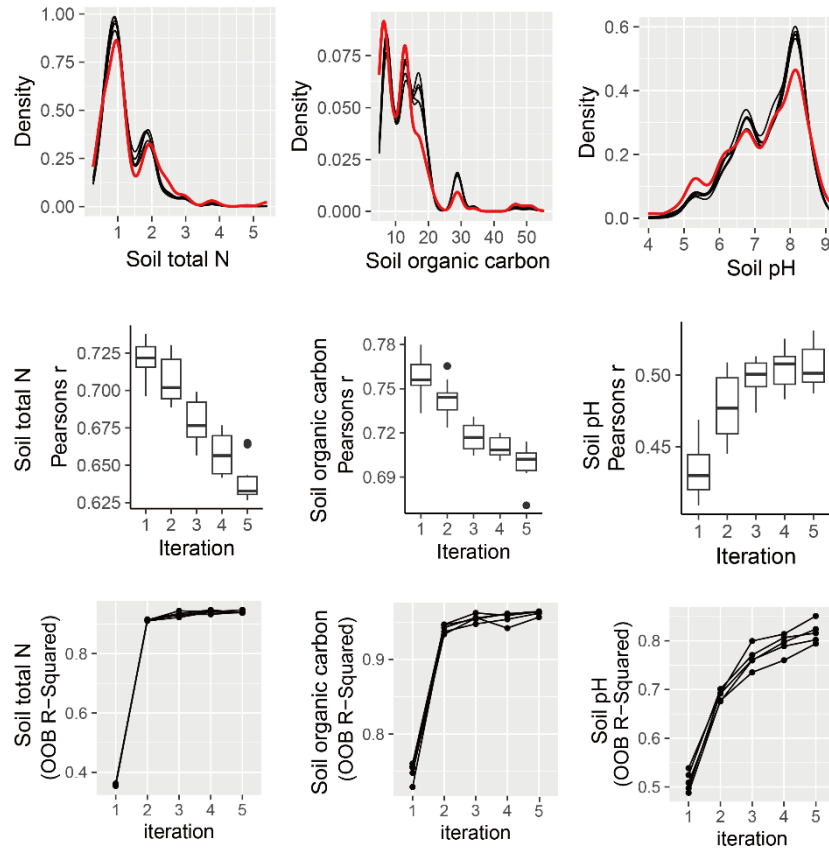 1.00
0.75
0.50
0.25
0.00
Density
1 2 3 4 5
Soil total N
0.075
0.050
0.025
0.000
Density
10 20 30 40 50
Soil organic carbon
0.6
0.4
0.2
0.0
Density
4 5 6 7 8 9
Soil pH
Soil total N
Pearsons r
0.725
0.700
0.675
0.650
0.625
1 2 3 4 5
Iteration
Soil organic carbon
Pearsons r
0.78
0.75
0.72
0.69
1 2 3 4 5
Iteration
Soil pH
Pearsons r
0.50
0.45
1 2 3 4 5
Iteration
Soil total N
(OOB R−Squared)
0.8
0.6
0.4
1 2 3 4 5
iteration
Soil organic carbon
(OOB R−Squared)
0.9
0.8
1 2 3 4 5
iteration
Soil pH
(OOB R−Squared)
0.8
0.7
0.6
0.5
1 2 3 4 5
iteration